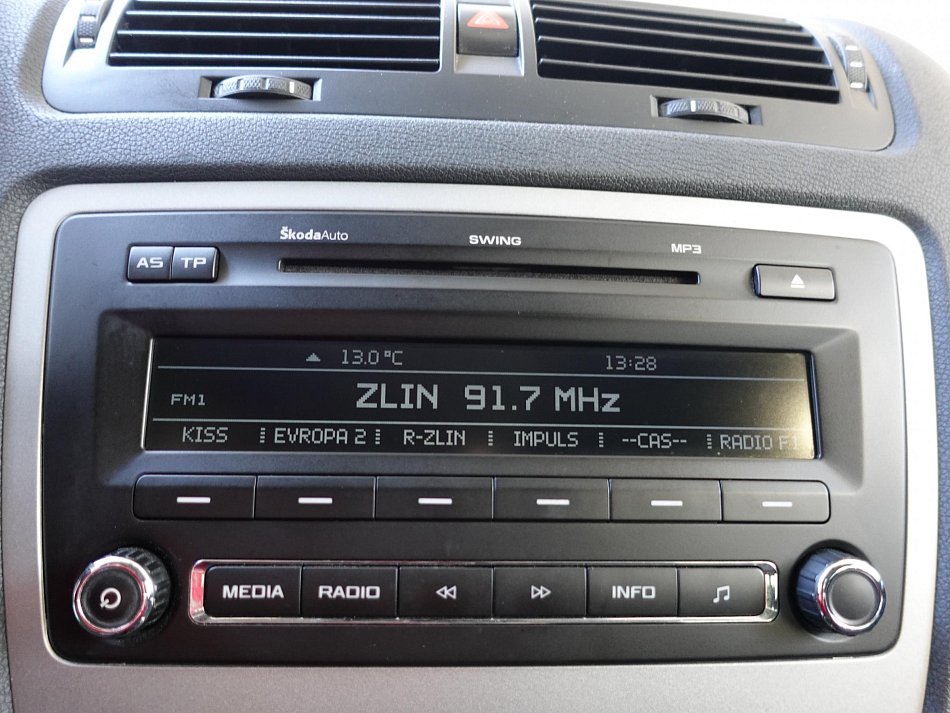 ŠkodaAuto SWING MP3
AS TP
13.0 °C 13:28
FM1 ZLIN 91.7 MHz
KISS EVROPA 2 R-ZLIN IMPULS --CAS-- RADIO F1
MEDIA RADIO INFO